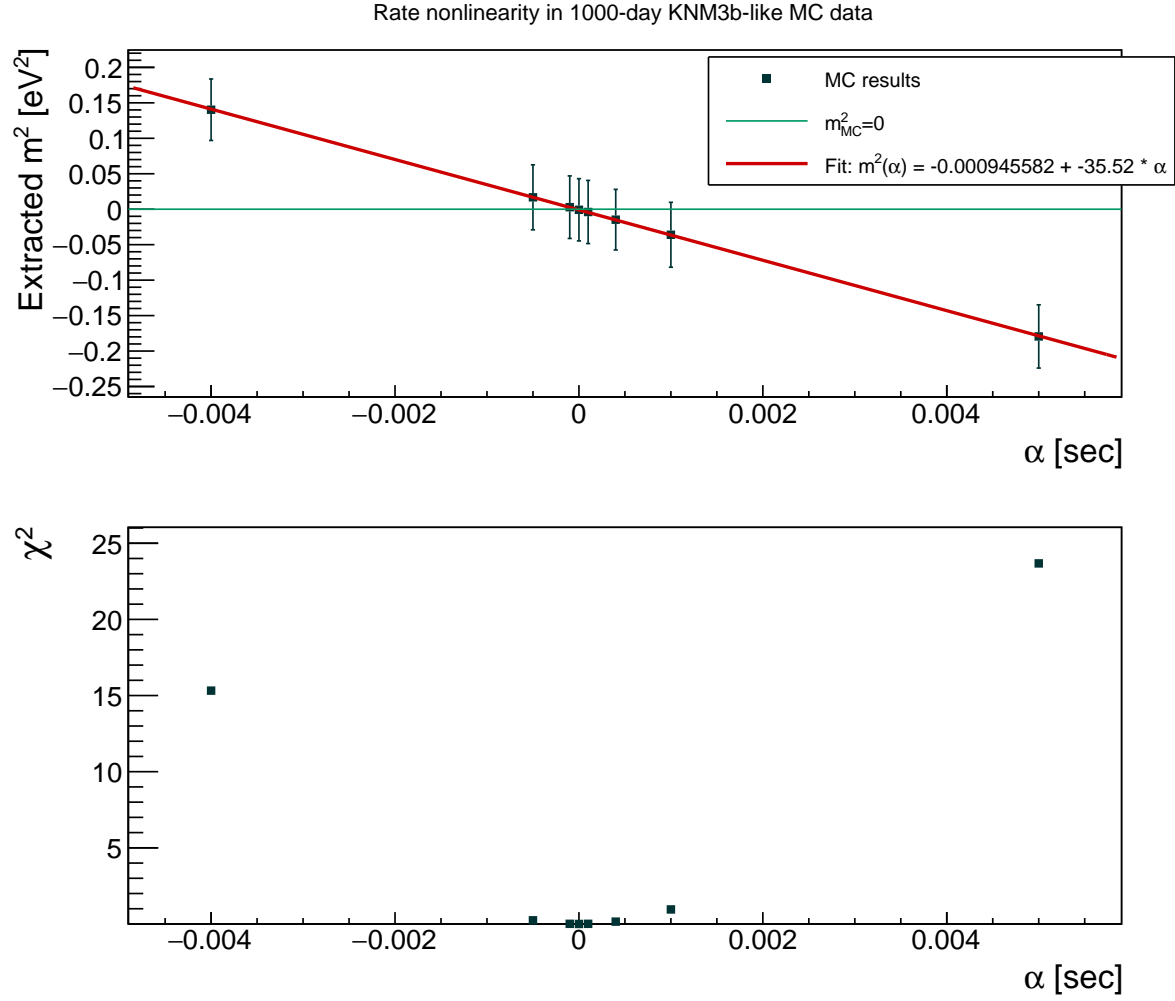 Rate nonlinearity in 1000-day KNM3b-like MC data
Extracted m² [eV²]
0.2
0.15
0.1
0.05
0
−0.05
−0.1
−0.15
−0.2
−0.25
MC results
m²MC=0
Fit: m²(α) = -0.000945582 + -35.52 * α
−0.004 −0.002 0 0.002 0.004
α [sec]
χ²
25
20
15
10
5
−0.004 −0.002 0 0.002 0.004
α [sec]